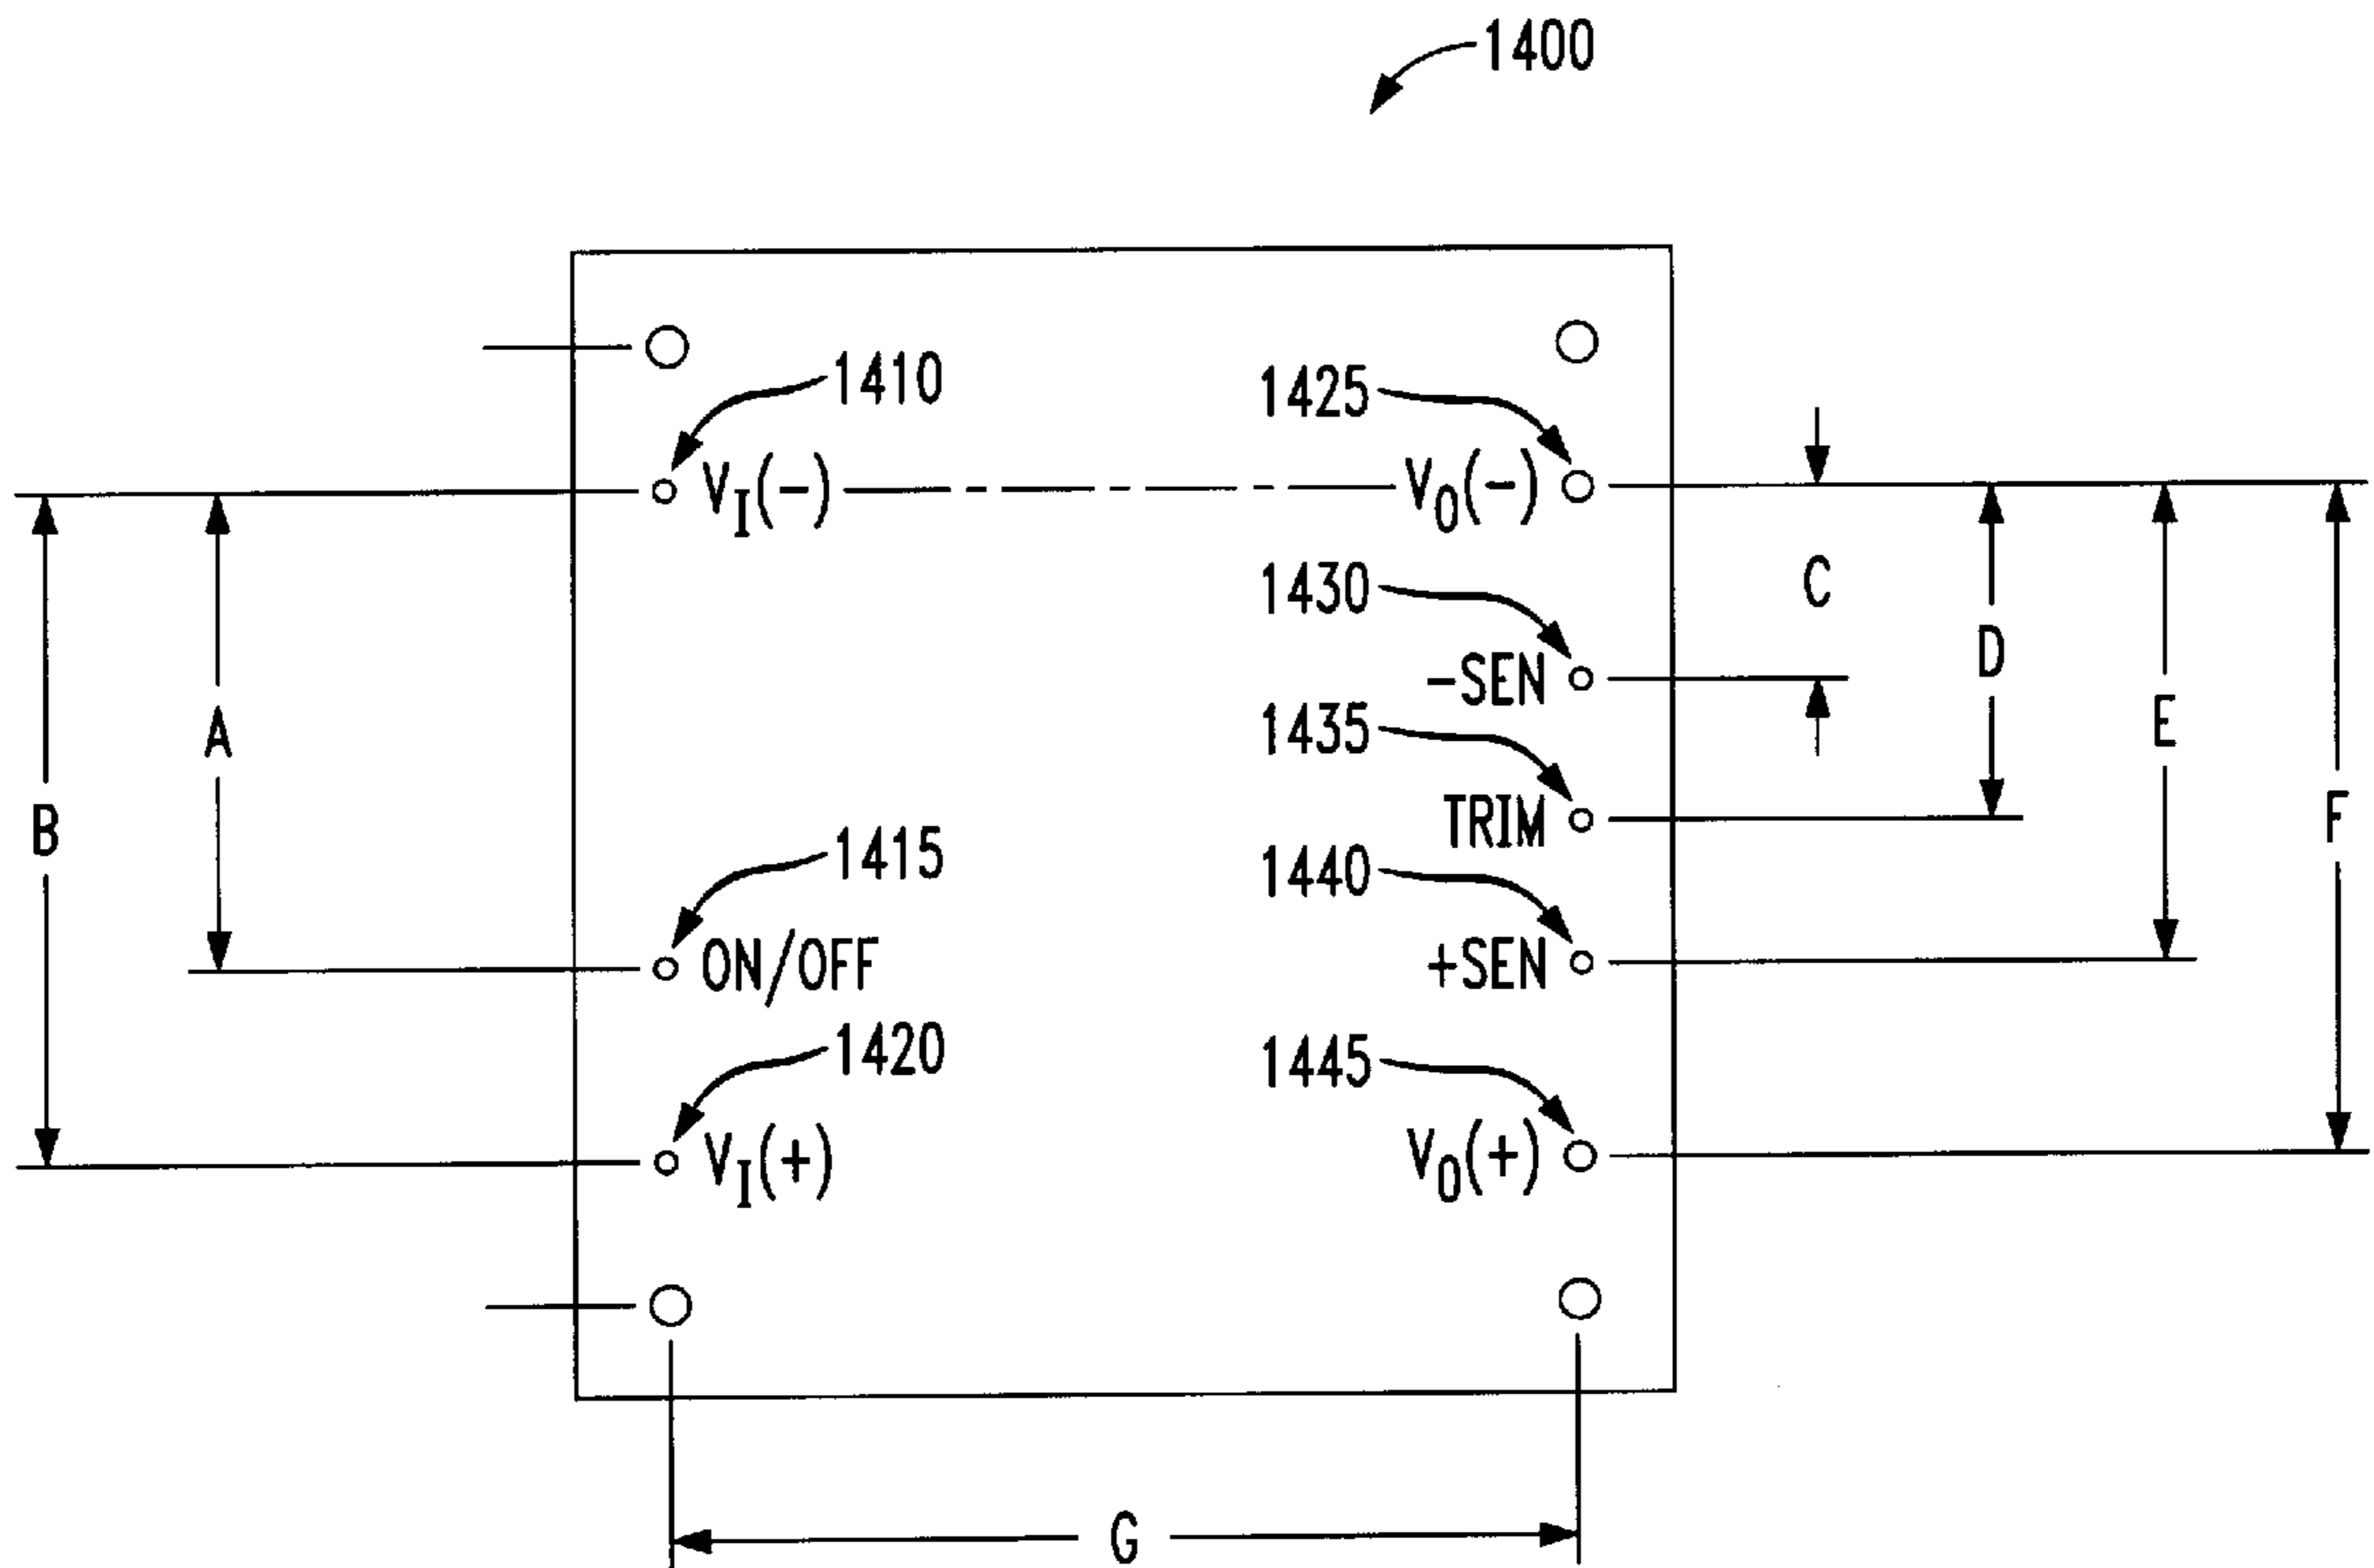 1400
1410
1425
V_I(-)
V_O(-)
1430
C
-SEN
D
A
1435
E
TRIM
B
F
1415
1440
ON/OFF
+SEN
1420
1445
V_I(+)
V_O(+)
G